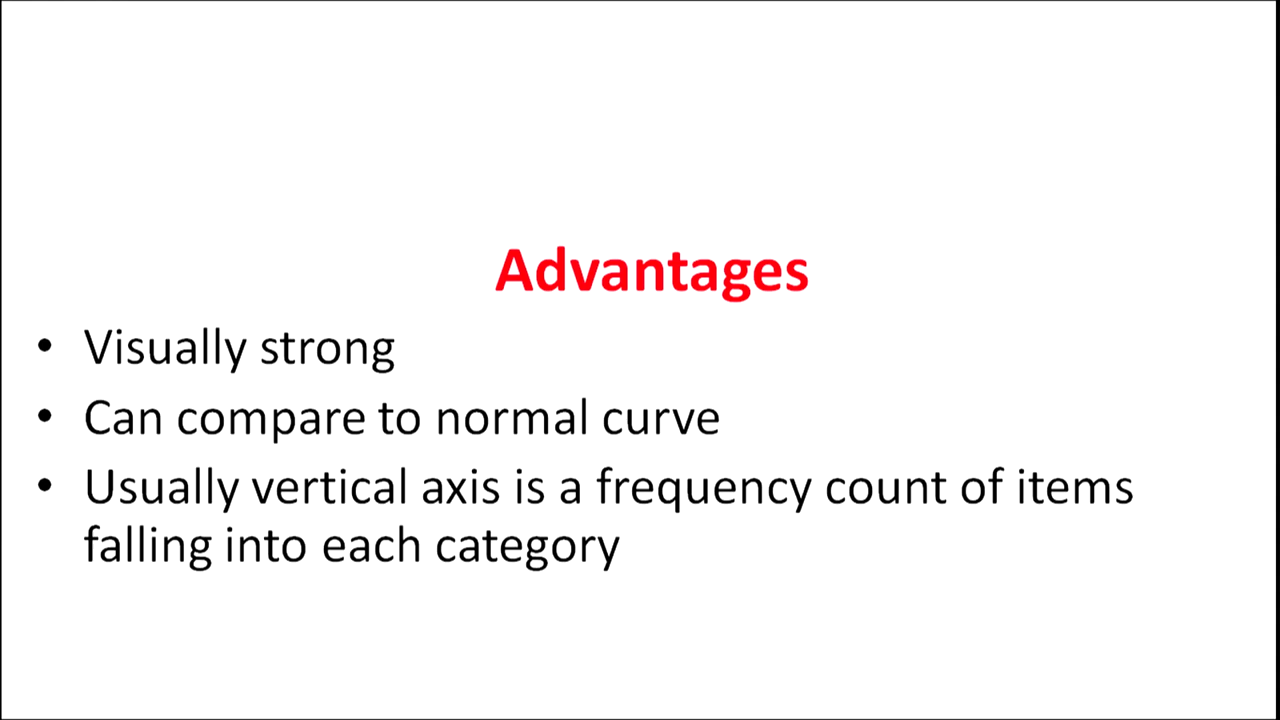 Advantages
• Visually strong
• Can compare to normal curve
• Usually vertical axis is a frequency count of items
falling into each category